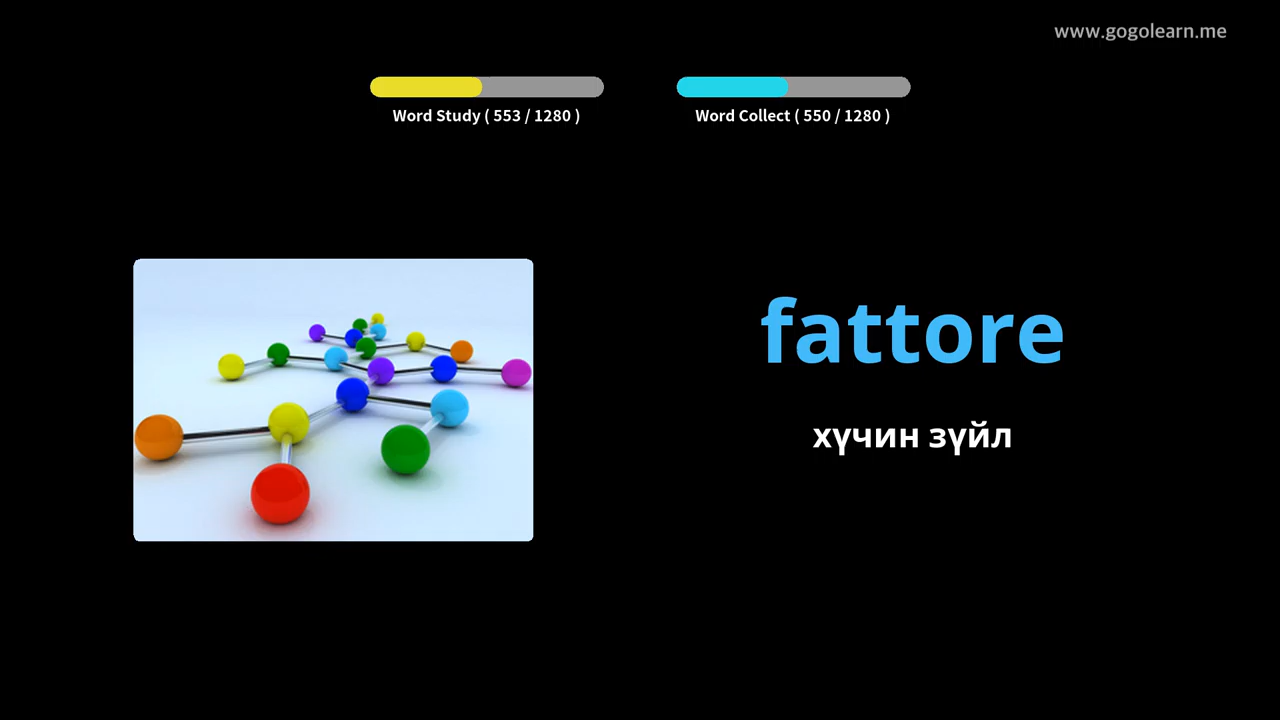 www.gogolearn.me
Word Study ( 553 / 1280 )
Word Collect ( 550 / 1280 )
fattore
хүчин зүйл